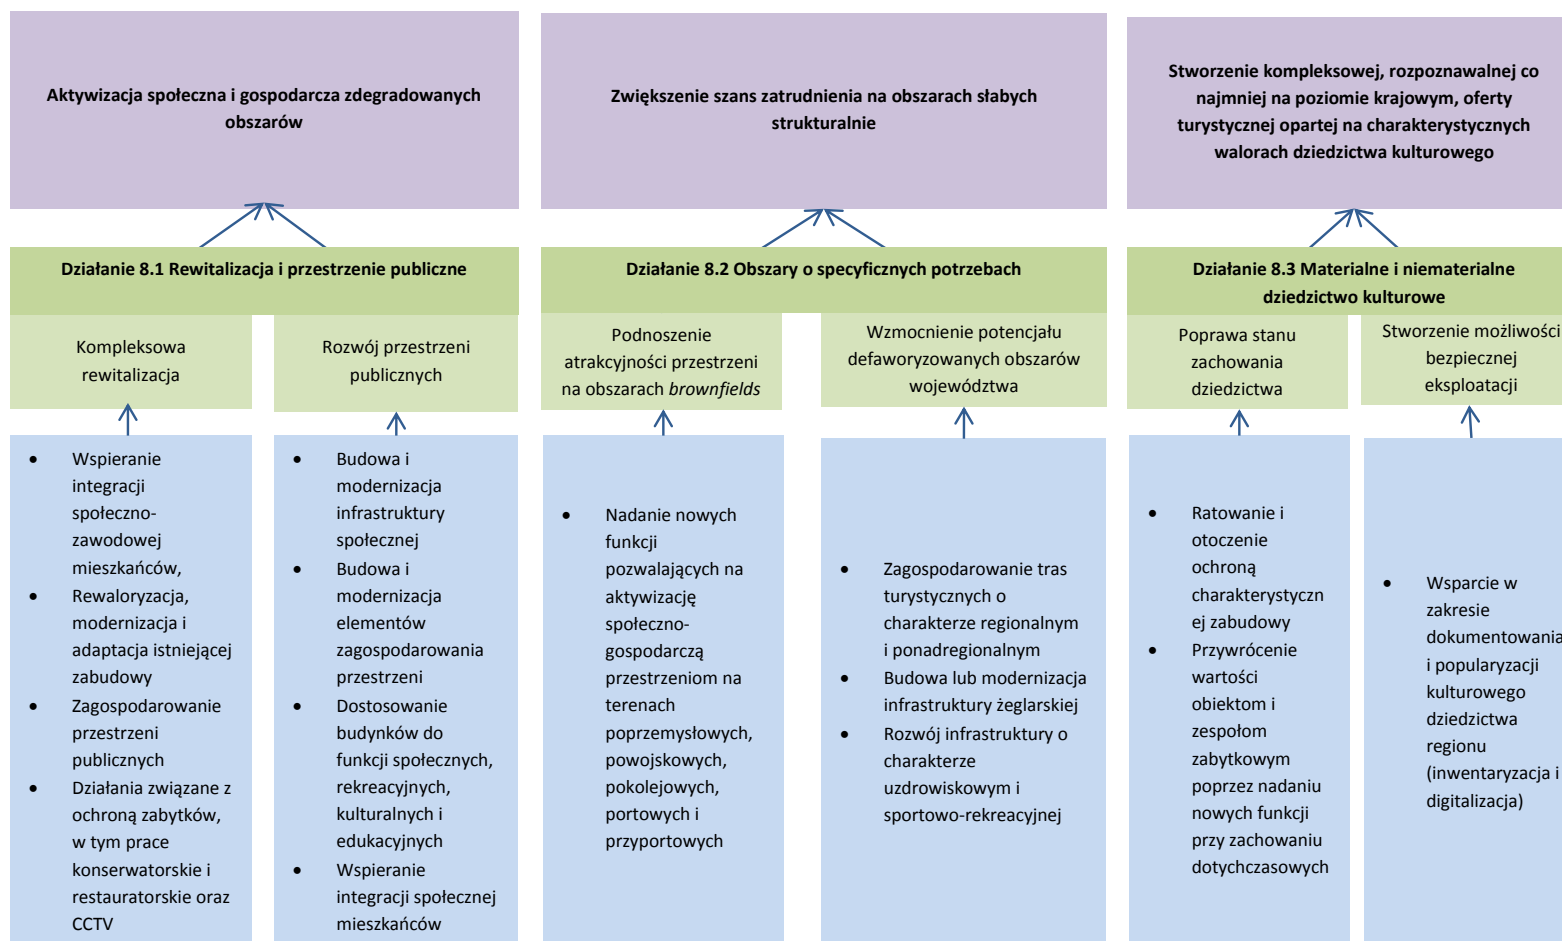 Aktywizacja społeczna i gospodarcza zdegradowanych
obszarów
Zwiększenie szans zatrudnienia na obszarach słabych
strukturalnie
Stworzenie kompleksowej, rozpoznawalnej co
najmniej na poziomie krajowym, oferty
turystycznej opartej na charakterystycznych
walorach dziedzictwa kulturowego
Działanie 8.1 Rewitalizacja i przestrzenie publiczne
Działanie 8.2 Obszary o specyficznych potrzebach
Działanie 8.3 Materialne i niematerialne
dziedzictwo kulturowe
Kompleksowa
rewitalizacja
Rozwój przestrzeni
publicznych
Podnoszenie
atrakcyjności przestrzeni
na obszarach brownfields
Wzmocnienie potencjału
defaworyzowanych obszarów
województwa
Poprawa stanu
zachowania
dziedzictwa
Stworzenie możliwości
bezpiecznej
eksploatacji
• Wspieranie
integracji
społeczno-
zawodowej
mieszkańców,
• Rewaloryzacja,
modernizacja i
adaptacja istniejącej
zabudowy
• Zagospodarowanie
przestrzeni
publicznych
• Działania związane z
ochroną zabytków,
w tym prace
konserwatorskie i
restauratorskie oraz
CCTV
• Budowa i
modernizacja
infrastruktury
społecznej
• Budowa i
modernizacja
elementów
zagospodarowania
przestrzeni
• Dostosowanie
budynków do
funkcji społecznych,
rekreacyjnych,
kulturalnych i
edukacyjnych
• Wspieranie
integracji społecznej
mieszkańców
• Nadanie nowych
funkcji
pozwalających na
aktywizację
społeczno-
gospodarczą
przestrzeniom na
terenach
poprzemysłowych,
powojskowych,
pokolejowych,
portowych i
przyportowych
• Zagospodarowanie tras
turystycznych o
charakterze regionalnym
i ponadregionalnym
• Budowa lub modernizacja
infrastruktury żeglarskiej
• Rozwój infrastruktury o
charakterze
uzdrowiskowym i
sportowo-rekreacyjnej
• Ratowanie i
otoczenie
ochroną
charakterystyczn
ej zabudowy
• Przywrócenie
wartości
obiektom i
zespołom
zabytkowym
poprzez nadaniu
nowych funkcji
przy zachowaniu
dotychczasowych
• Wsparcie w
zakresie
dokumentowania
i popularyzacji
kulturowego
dziedzictwa
regionu
(inwentaryzacja i
digitalizacja)